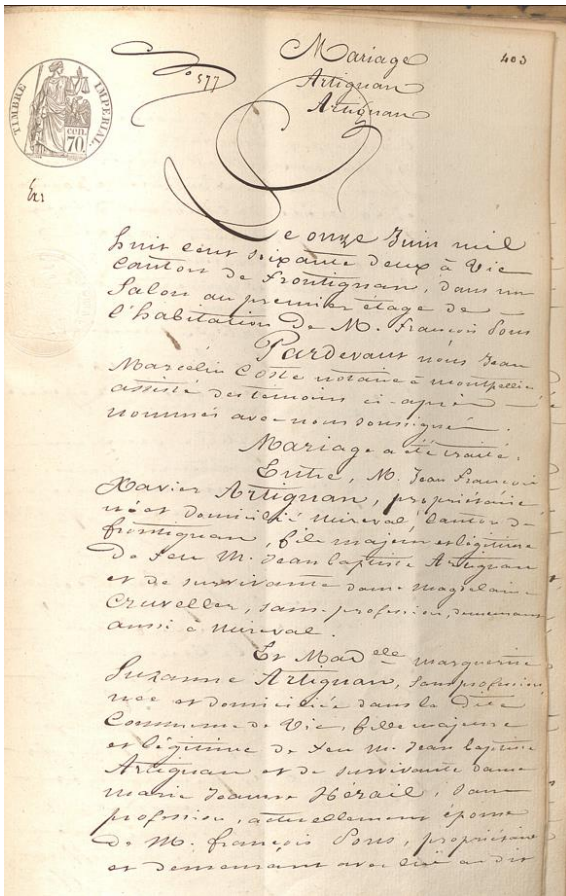 Mariage
403
N° 577
Artignan
Artignan
TIMBRE IMPERIAL
cen.
70
Le onze Juin mil
huit cent soixante deux à Vic
canton de Frontignan, dans un
Salon au premier étage de
l'habitation de M. François Pons
Pardevant nous Jean
Marcelin Coste notaire à Montpellier
assisté des témoins ci-après
nommés avec nous soussignés.
Mariage a été traité.
Entre, M. Jean François
Xavier Artignan, propriétaire
né et domicilié mireval, Canton de
frontignan, fils majeur et légitime
De feu M. Jean baptiste Artignan
et de survivante dame magdelaine
Cruvellier, sans profession, demeurant
aussi à mireval.
Et Mad.elle marguerite
Suzanne Artignan, sans profession,
née et domiciliée dans la dite
Commune de Vic, fille majeure
et légitime de feu M. Jean baptiste
Artignan et de survivante dame
marie Jeanne Hérail, sans
profession, actuellement épouse
de M. françois Pons, propriétaire
et demeurant avec lui au dit